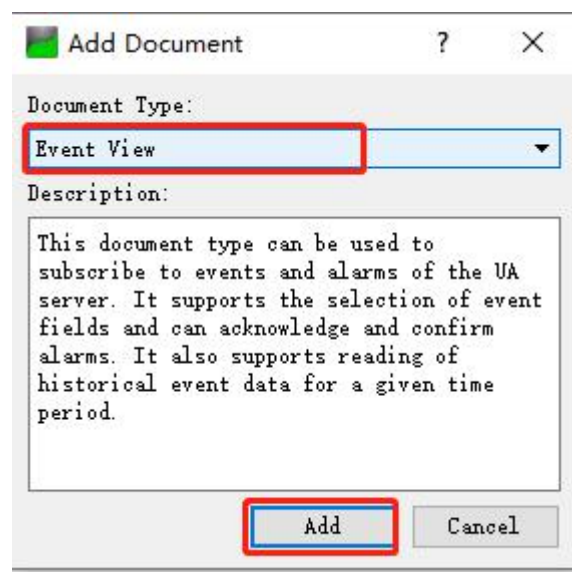 Add Document
?
Document Type:
Event View
Description:
This document type can be used to
subscribe to events and alarms of the UA
server. It supports the selection of event
fields and can acknowledge and confirm
alarms. It also supports reading of
historical event data for a given time
period.
Add
Cancel